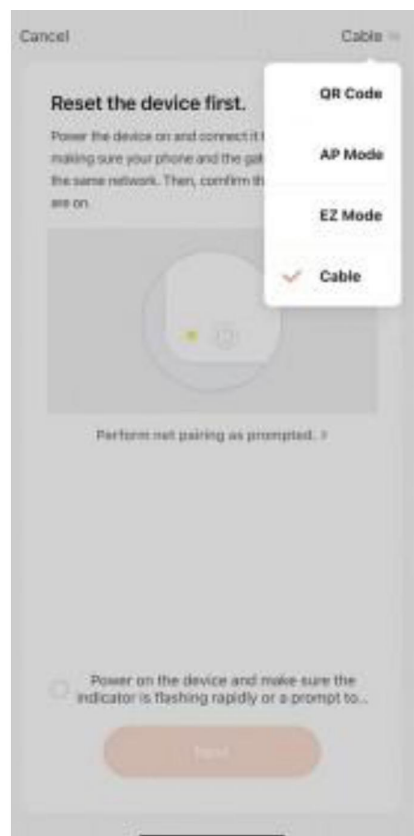 Cancel
Cable
QR Code
AP Mode
EZ Mode
Cable
Reset the device first.
Power the device on and connect it
making sure your phone and the
the same network. Then, comfirm
are on.
Perform net pairing as prompted. >
Power on the device and make sure the
indicator is flashing rapidly or a prompt to...
Next